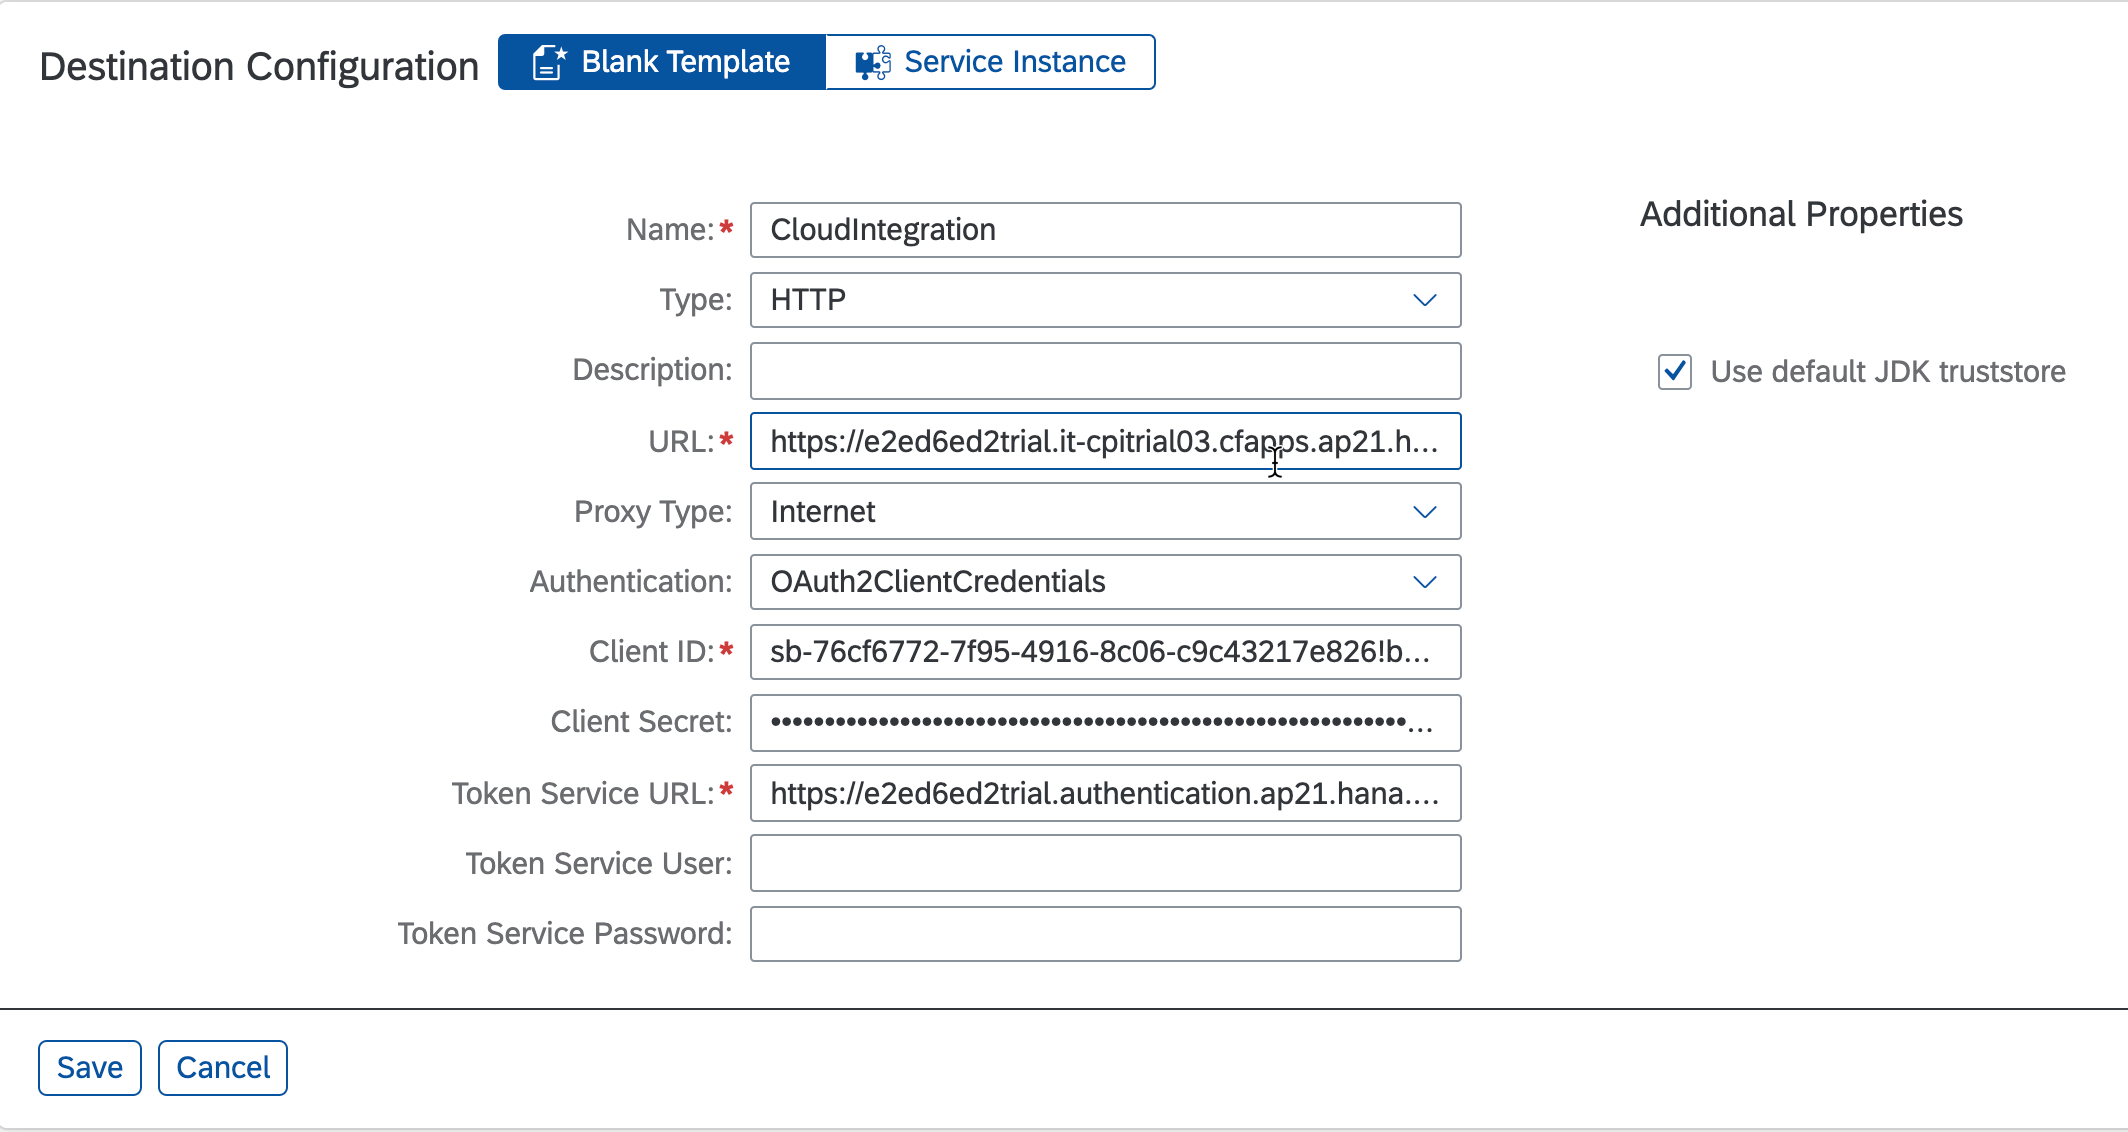 Destination Configuration Blank Template Service Instance
Additional Properties
Name:* CloudIntegration
Type: HTTP
Description:
Use default JDK truststore
URL:* https://e2ed6ed2trial.it-cpitrial03.cfapps.ap21.h...
Proxy Type: Internet
Authentication: OAuth2ClientCredentials
Client ID:* sb-76cf6772-7f95-4916-8c06-c9c43217e826!b...
Client Secret: ••••••••••••••••••••••••••••••••••••••••••••••••••••••••••••...
Token Service URL:* https://e2ed6ed2trial.authentication.ap21.hana....
Token Service User:
Token Service Password:
Save Cancel